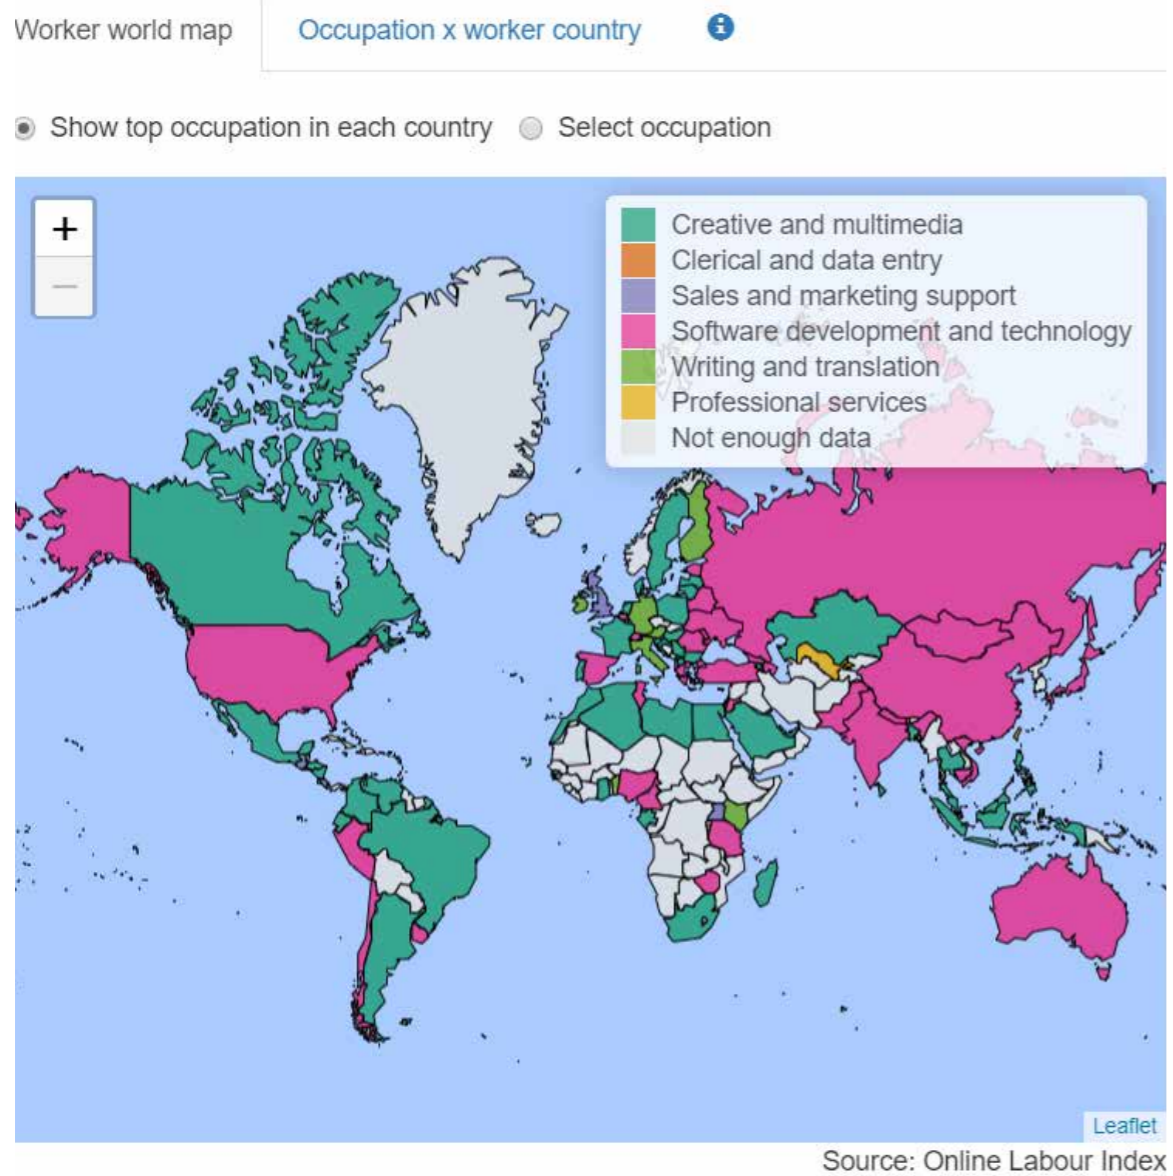 Worker world map
Occupation x worker country
i
Show top occupation in each country
Select occupation
+
−
Creative and multimedia
Clerical and data entry
Sales and marketing support
Software development and technology
Writing and translation
Professional services
Not enough data
Leaflet
Source: Online Labour Index